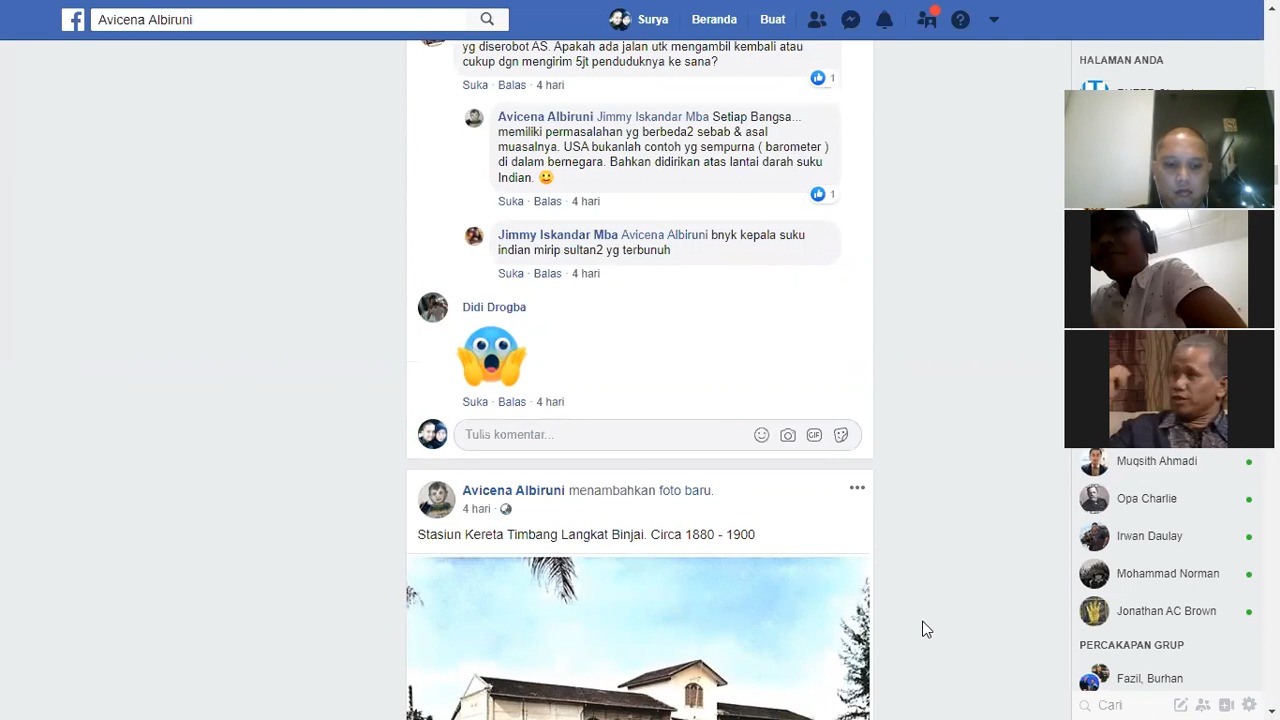 Avicena Albiruni
Surya
Beranda
Buat
yg diserobot AS. Apakah ada jalan utk mengambil kembali atau
cukup dgn mengirim 5jt penduduknya ke sana?
1
Suka · Balas · 4 hari
Avicena Albiruni Jimmy Iskandar Mba Setiap Bangsa...
memiliki permasalahan yg berbeda2 sebab & asal
muasalnya. USA bukanlah contoh yg sempurna ( barometer )
di dalam bernegara. Bahkan didirikan atas lantai darah suku
Indian.
1
Suka · Balas · 4 hari
Jimmy Iskandar Mba Avicena Albiruni bnyk kepala suku
indian mirip sultan2 yg terbunuh
Suka · Balas · 4 hari
Didi Drogba
Suka · Balas · 4 hari
Tulis komentar...
GIF
Avicena Albiruni menambahkan foto baru.
4 hari ·
Stasiun Kereta Timbang Langkat Binjai. Circa 1880 - 1900
HALAMAN ANDA
Muqsith Ahmadi
Opa Charlie
Irwan Daulay
Mohammad Norman
Jonathan AC Brown
PERCAKAPAN GRUP
Fazil, Burhan
Cari